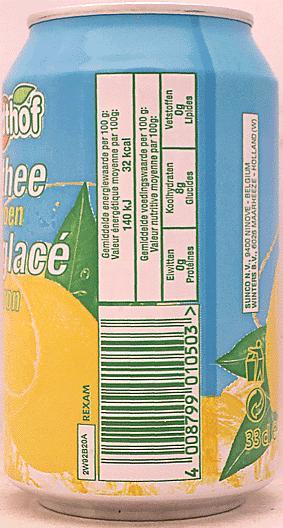 thof
hee
en
lacé
ron
Gemiddelde energiewaarde per 100 g:
Valeur énergétique moyenne par 100g:
140 kJ 32 kcal
Gemiddelde voedingswaarde per 100 g:
Valeur nutritive moyenne par 100g:
Eiwitten Koolhydraten Vetstoffen
0g 8g 0g
Protéines Glucides Lipides
SUNCO N.V., 9400 NINOVE - BELGIUM
WINTERS B.V., 6026 MAARHEEZE - HOLLAND (W)
REXAM
2W92B20A
4 008799 010503 >
33 cl e